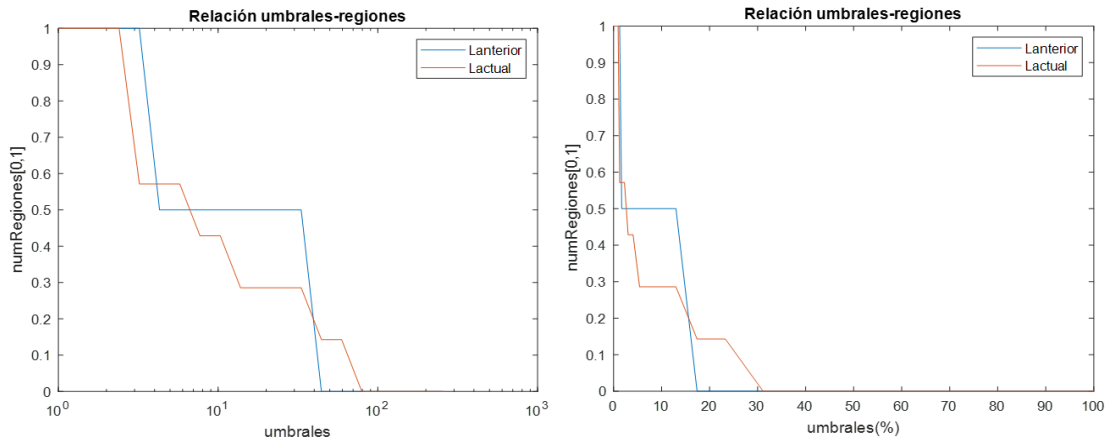 Relación umbrales-regiones
Lanterior
Lactual
numRegiones[0,1]
1
0.9
0.8
0.7
0.6
0.5
0.4
0.3
0.2
0.1
0
10^0
10^1
10^2
10^3
umbrales
Relación umbrales-regiones
Lanterior
Lactual
numRegiones[0,1]
1
0.9
0.8
0.7
0.6
0.5
0.4
0.3
0.2
0.1
0
0 10 20 30 40 50 60 70 80 90 100
umbrales(%)